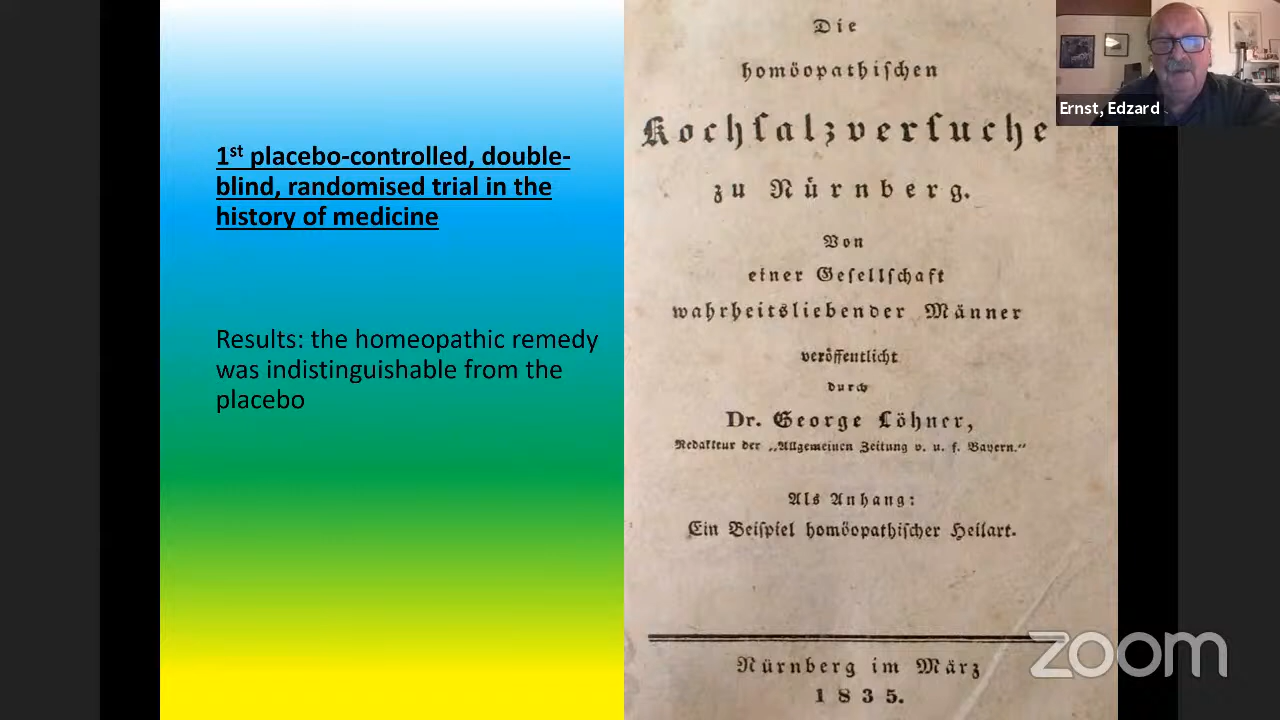 1st placebo-controlled, double-
blind, randomised trial in the
history of medicine
Results: the homeopathic remedy
was indistinguishable from the
placebo
Die
homöopathiſchen
Kochſalzverſuche
zu Nürnberg.
Von
einer Geſellſchaft
wahrheitsliebender Männer
veröffentlicht
durch
Dr. George Löhner,
Redakteur der „Allgemeinen Zeitung v. u. f. Bayern.“
Als Anhang:
Ein Beiſpiel homöopathiſcher Heilart.
Nürnberg im März
1835.
Ernst, Edzard
zoom